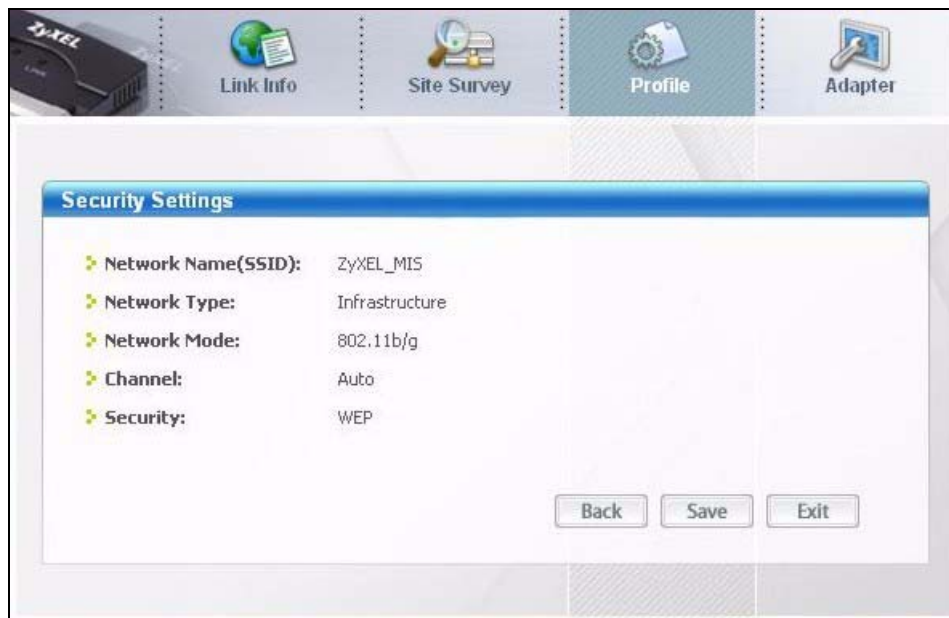 ZyXEL
Link Info
Site Survey
Profile
Adapter
Security Settings
Network Name(SSID): ZyXEL_MIS
Network Type: Infrastructure
Network Mode: 802.11b/g
Channel: Auto
Security: WEP
Back Save Exit